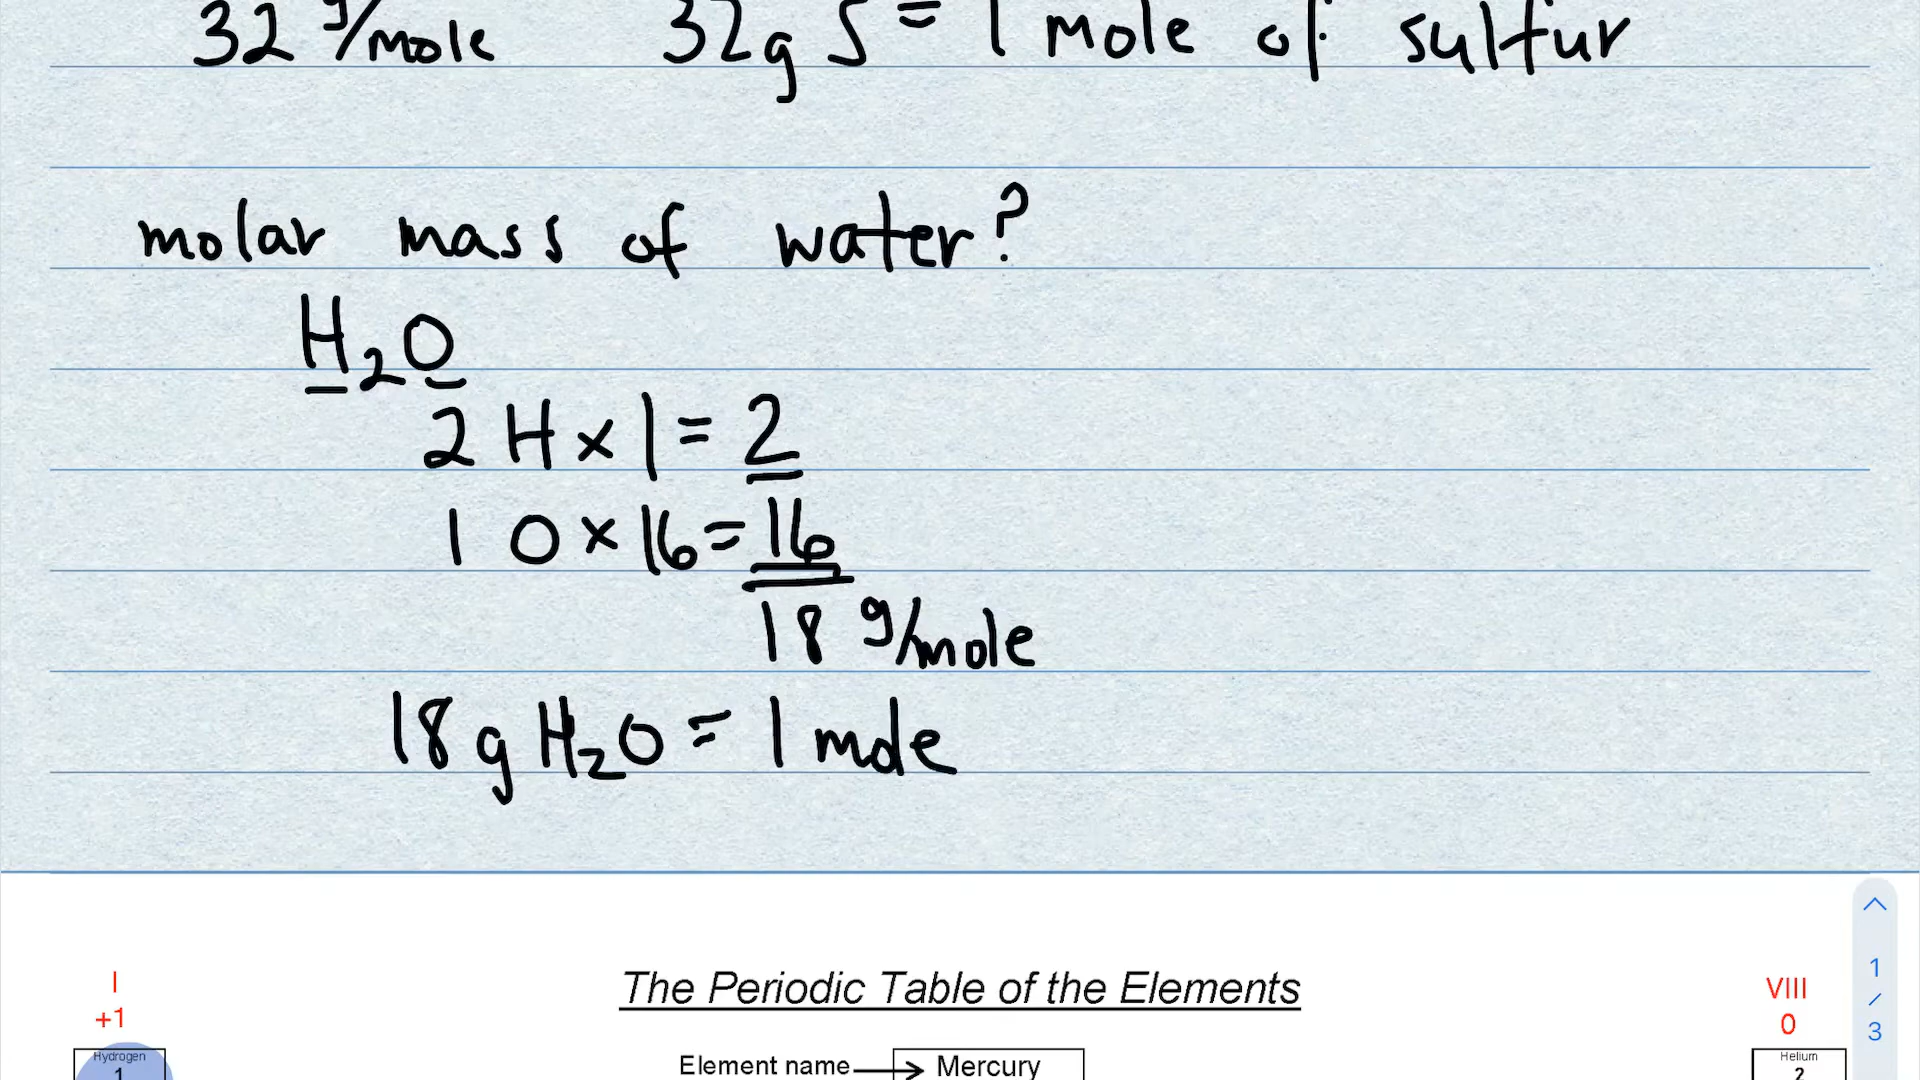 32 g/mole 32g S = 1 mole of sulfur
molar mass of water?
H₂O
2 H x 1 = 2
1 O x 16 = 16
18 g/mole
18 g H₂O = 1 mole
The Periodic Table of the Elements
I
+1
VIII
0
1
/
3
Hydrogen
1
Element name → Mercury
Helium
2